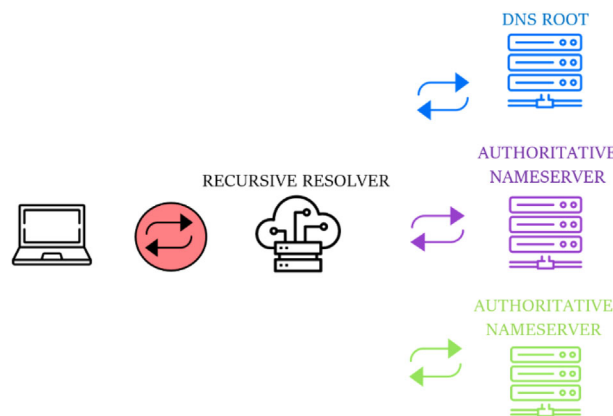 DNS ROOT
AUTHORITATIVE
NAMESERVER
RECURSIVE RESOLVER
AUTHORITATIVE
NAMESERVER